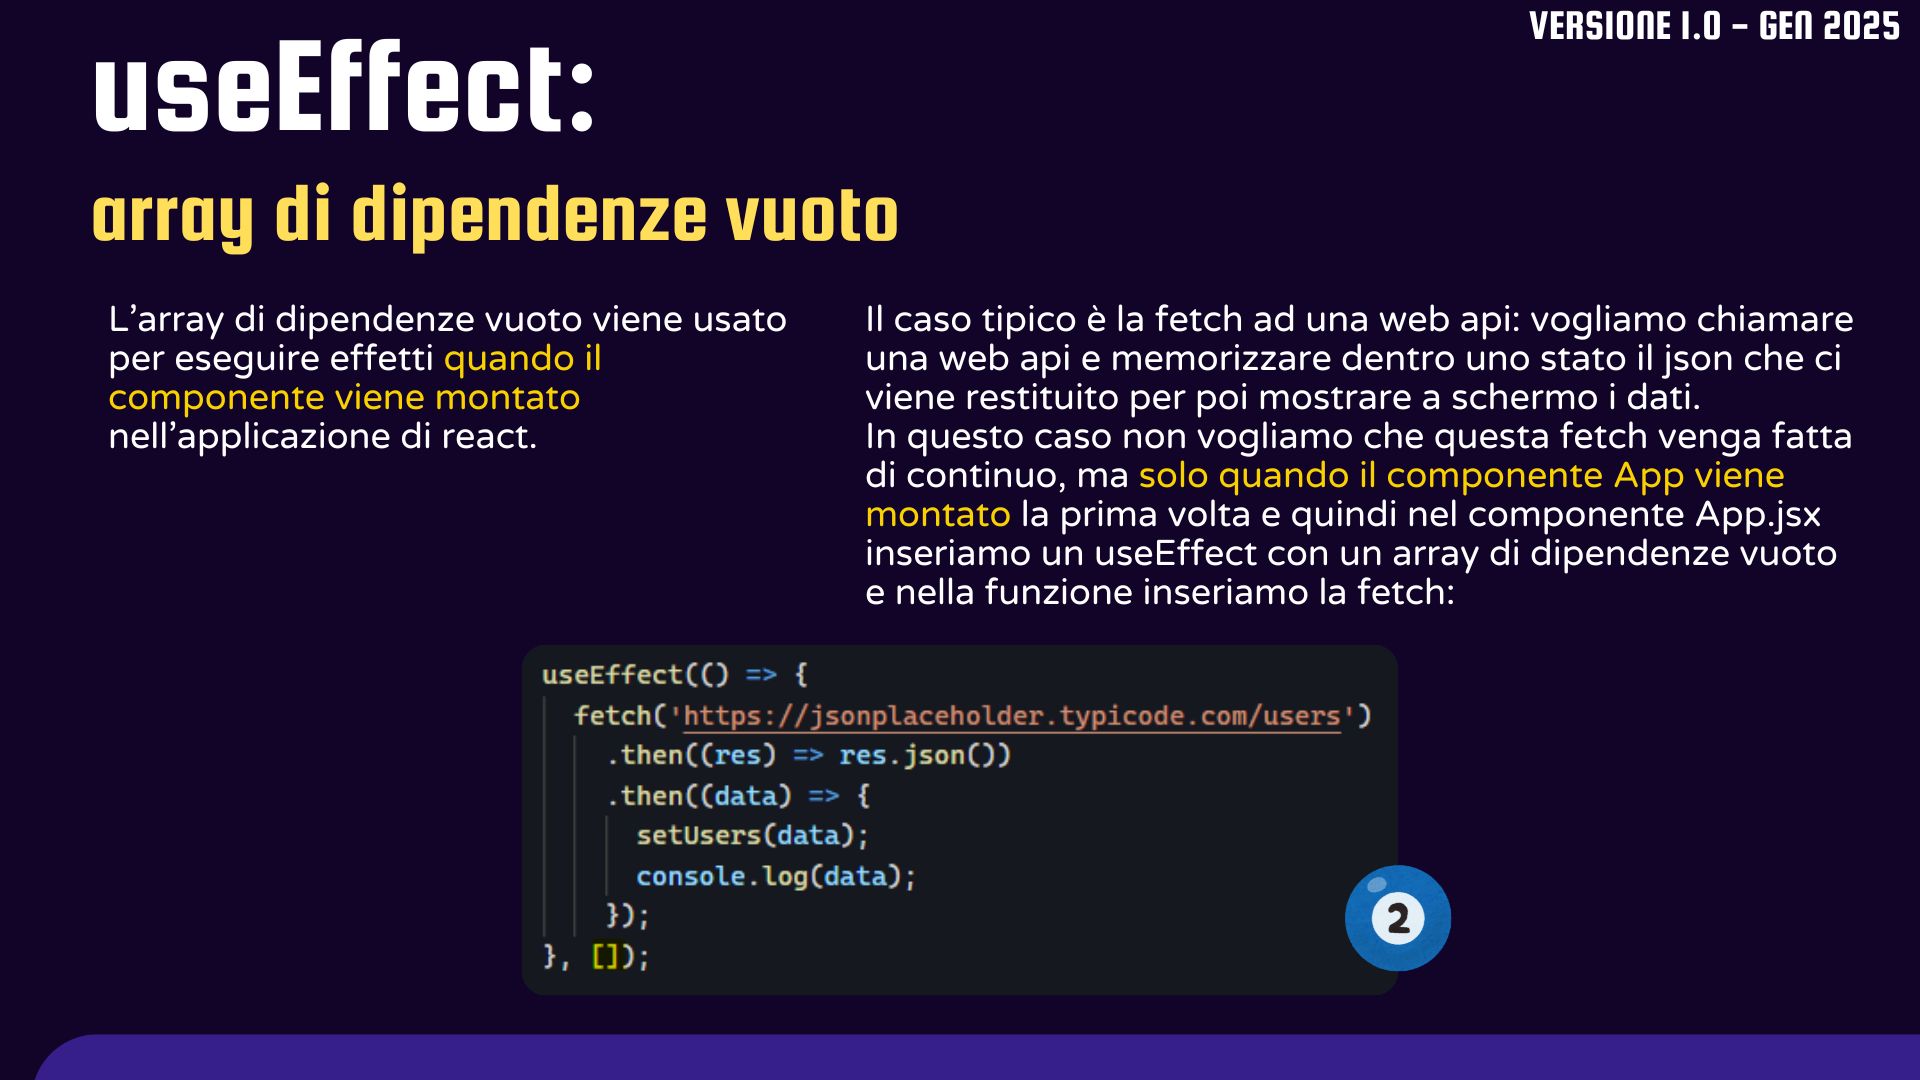 VERSIONE 1.0 - GEN 2025
useEffect:
array di dipendenze vuoto
L’array di dipendenze vuoto viene usato
per eseguire effetti quando il
componente viene montato
nell’applicazione di react.
Il caso tipico è la fetch ad una web api: vogliamo chiamare
una web api e memorizzare dentro uno stato il json che ci
viene restituito per poi mostrare a schermo i dati.
In questo caso non vogliamo che questa fetch venga fatta
di continuo, ma solo quando il componente App viene
montato la prima volta e quindi nel componente App.jsx
inseriamo un useEffect con un array di dipendenze vuoto
e nella funzione inseriamo la fetch:
useEffect(() => {
  fetch('https://jsonplaceholder.typicode.com/users')
    .then((res) => res.json())
    .then((data) => {
      setUsers(data);
      console.log(data);
    });
}, []);
2